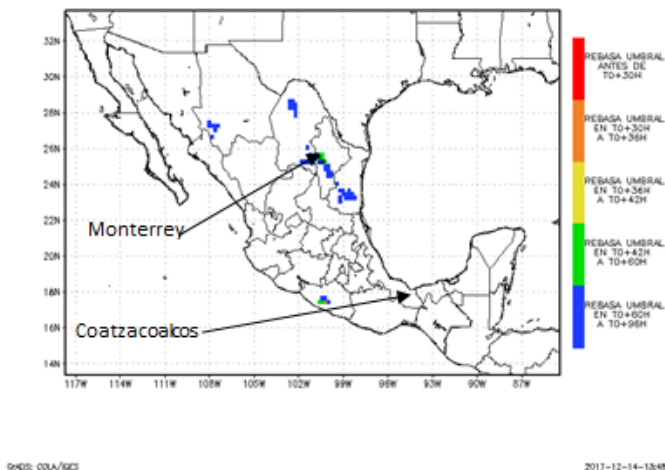 32N
30N
28N
26N
24N
22N
20N
18N
16N
14N
117W 114W 111W 108W 105W 102W 99W 96W 93W 90W 87W
Monterrey
Coatzacoalcos
REBASA UMBRAL
ANTES DE
T0+30H
REBASA UMBRAL
EN T0+30H
A T0+36H
REBASA UMBRAL
EN T0+36H
A T0+42H
REBASA UMBRAL
EN T0+42H
A T0+60H
REBASA UMBRAL
EN T0+60H
A T0+96H
GrADS: COLA/IGES
2017-12-14-13:48